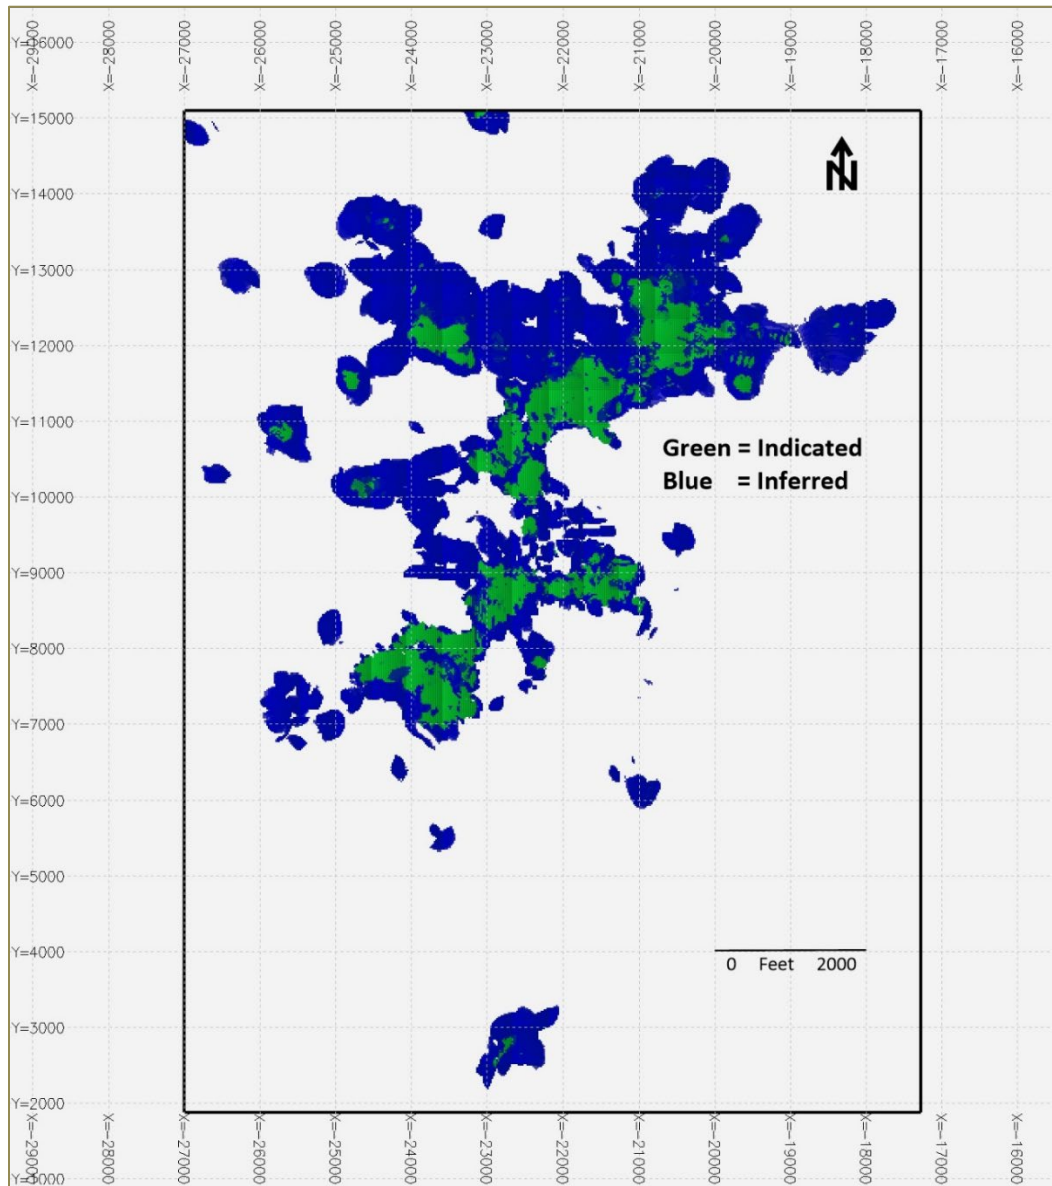 X=-29000
X=-28000
X=-27000
X=-26000
X=-25000
X=-24000
X=-23000
X=-22000
X=-21000
X=-20000
X=-19000
X=-18000
X=-17000
X=-16000
Y=16000
Y=15000
N
Y=14000
Y=13000
Y=12000
Y=11000
Green = Indicated
Blue = Inferred
Y=10000
Y=9000
Y=8000
Y=7000
Y=6000
Y=5000
Y=4000
0 Feet 2000
Y=3000
Y=2000
Y=1000
X=-29000
X=-28000
X=-27000
X=-26000
X=-25000
X=-24000
X=-23000
X=-22000
X=-21000
X=-20000
X=-19000
X=-18000
X=-17000
X=-16000